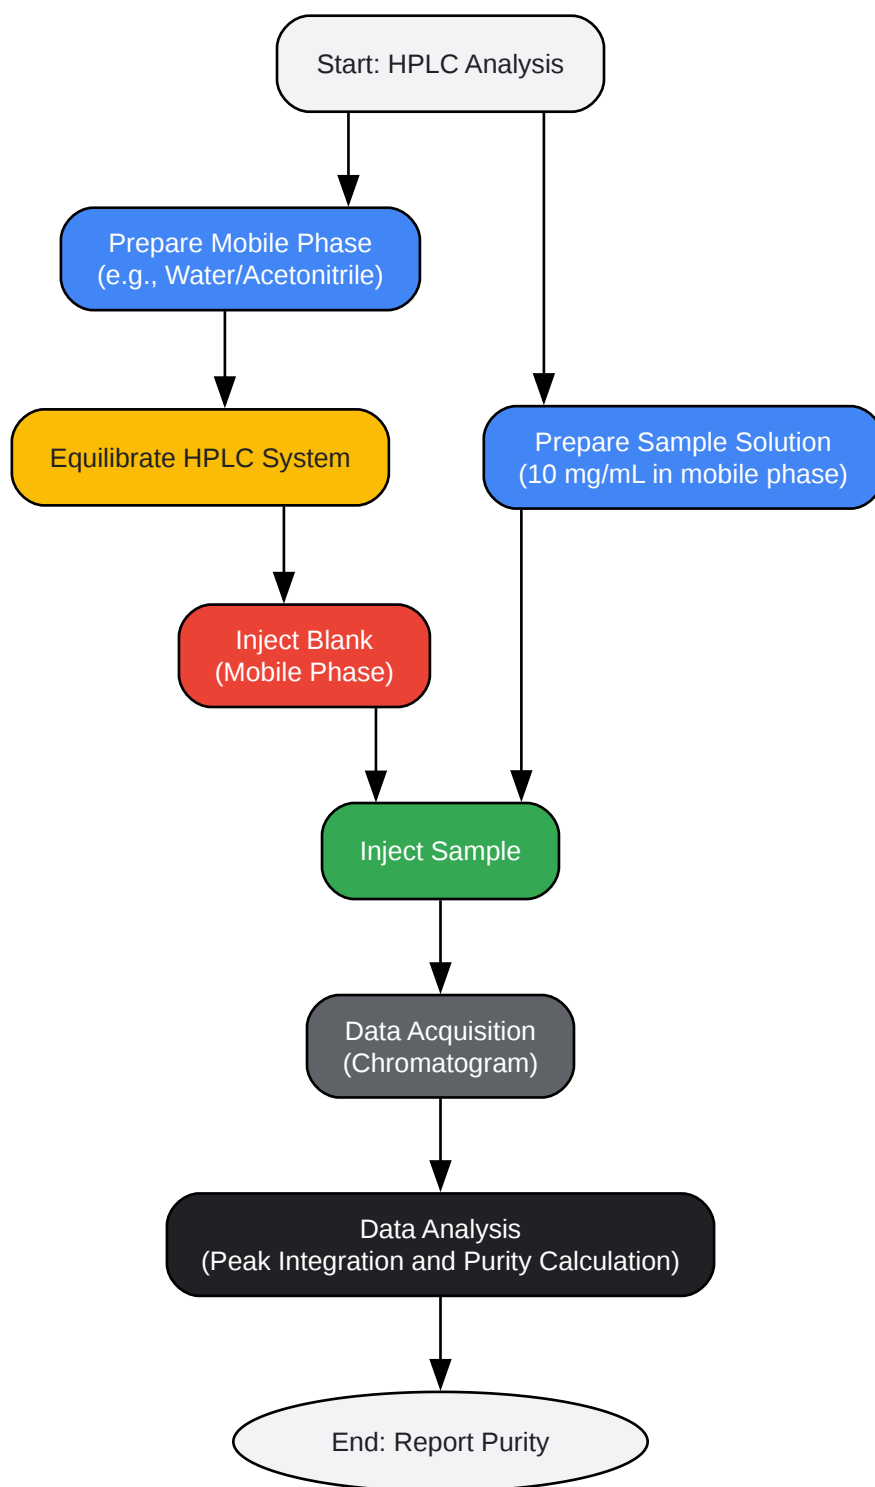 Start: HPLC Analysis
Prepare Mobile Phase
(e.g., Water/Acetonitrile)
Equilibrate HPLC System
Prepare Sample Solution
(10 mg/mL in mobile phase)
Inject Blank
(Mobile Phase)
Inject Sample
Data Acquisition
(Chromatogram)
Data Analysis
(Peak Integration and Purity Calculation)
End: Report Purity